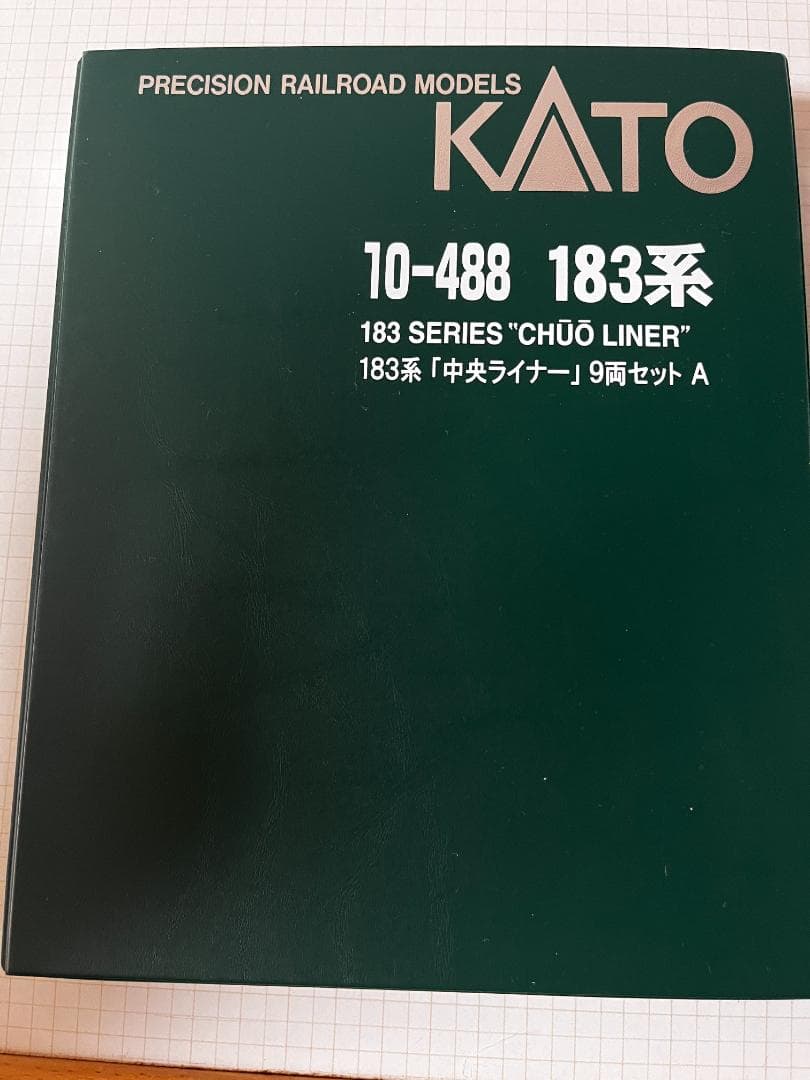 PRECISION RAILROAD MODELS
KATO
10-488 183系
183 SERIES "CHŪŌ LINER"
183系「中央ライナー」9両セット A